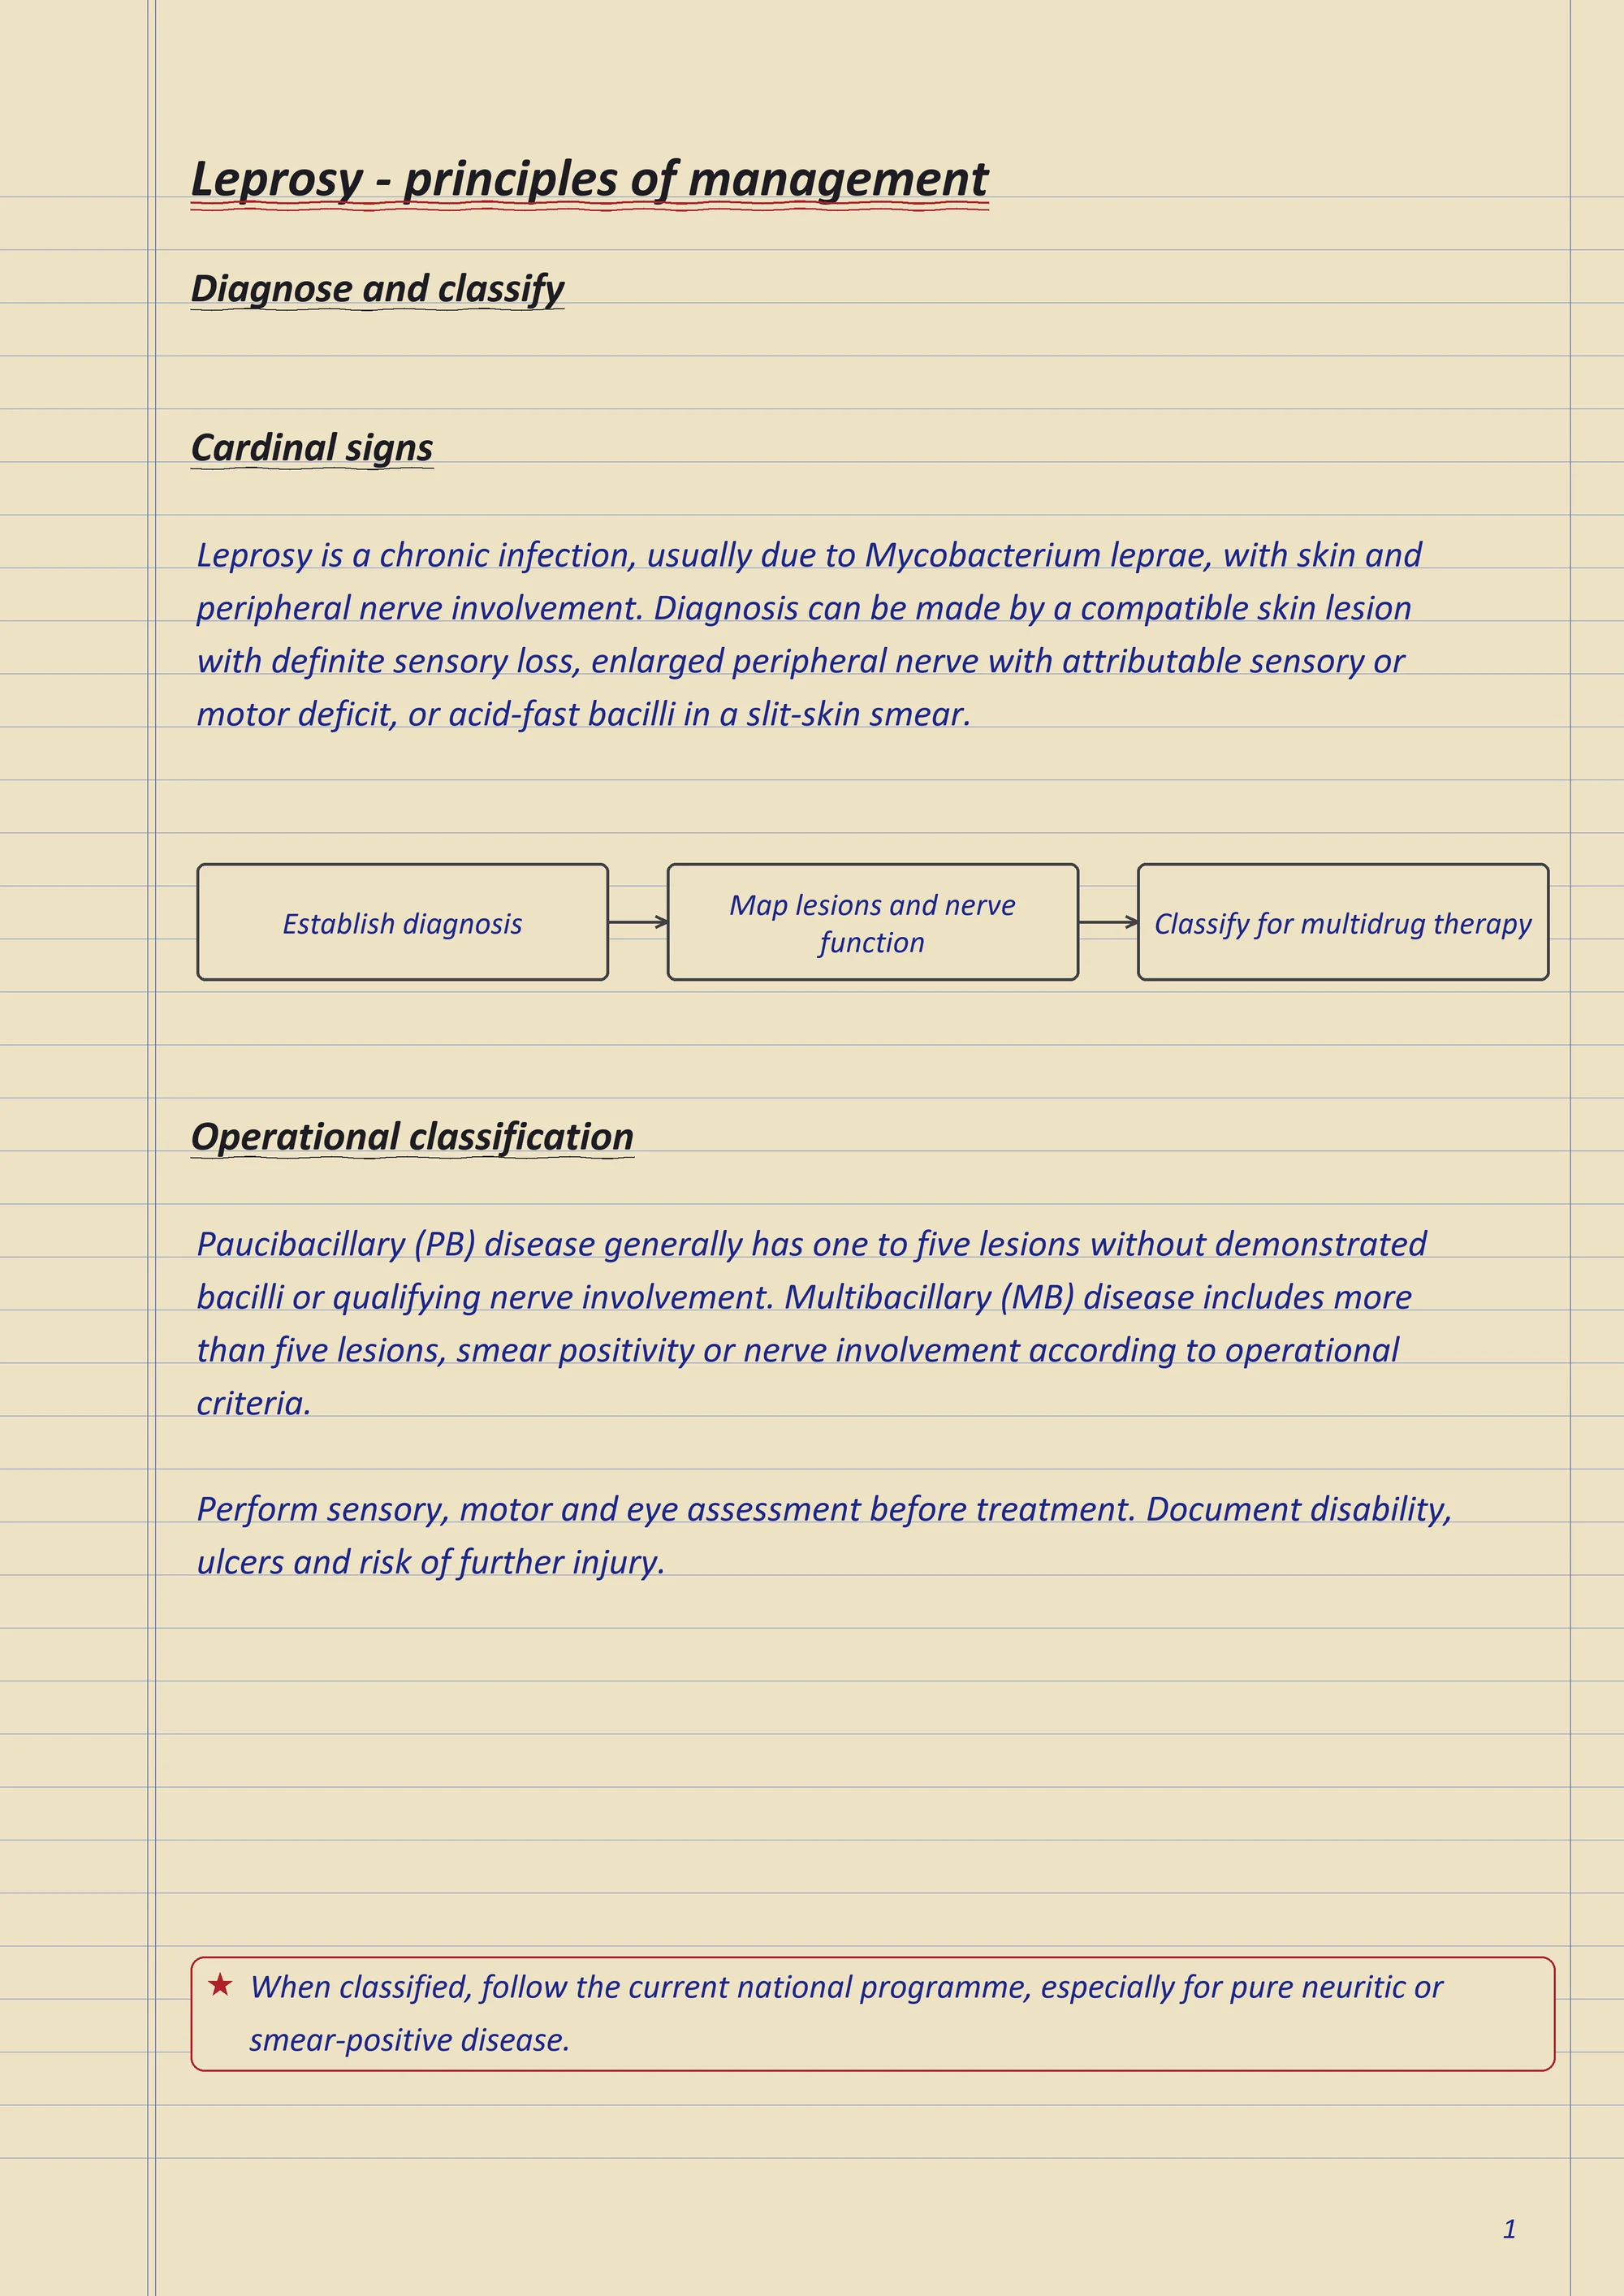 Leprosy - principles of management
Diagnose and classify
Cardinal signs
Leprosy is a chronic infection, usually due to Mycobacterium leprae, with skin and
peripheral nerve involvement. Diagnosis can be made by a compatible skin lesion
with definite sensory loss, enlarged peripheral nerve with attributable sensory or
motor deficit, or acid-fast bacilli in a slit-skin smear.
Establish diagnosis
Map lesions and nerve
function
Classify for multidrug therapy
Operational classification
Paucibacillary (PB) disease generally has one to five lesions without demonstrated
bacilli or qualifying nerve involvement. Multibacillary (MB) disease includes more
than five lesions, smear positivity or nerve involvement according to operational
criteria.
Perform sensory, motor and eye assessment before treatment. Document disability,
ulcers and risk of further injury.
★ When classified, follow the current national programme, especially for pure neuritic or
smear-positive disease.
1